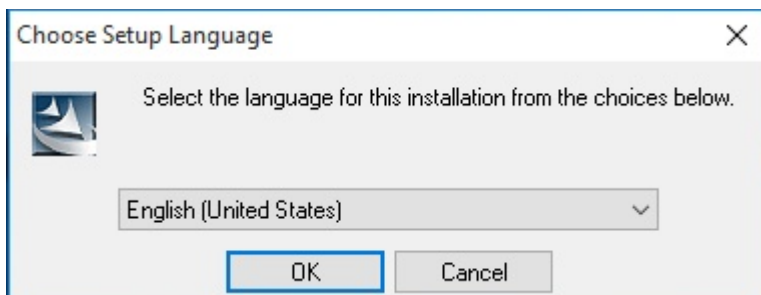 Choose Setup Language
Select the language for this installation from the choices below.
English (United States)
OK
Cancel